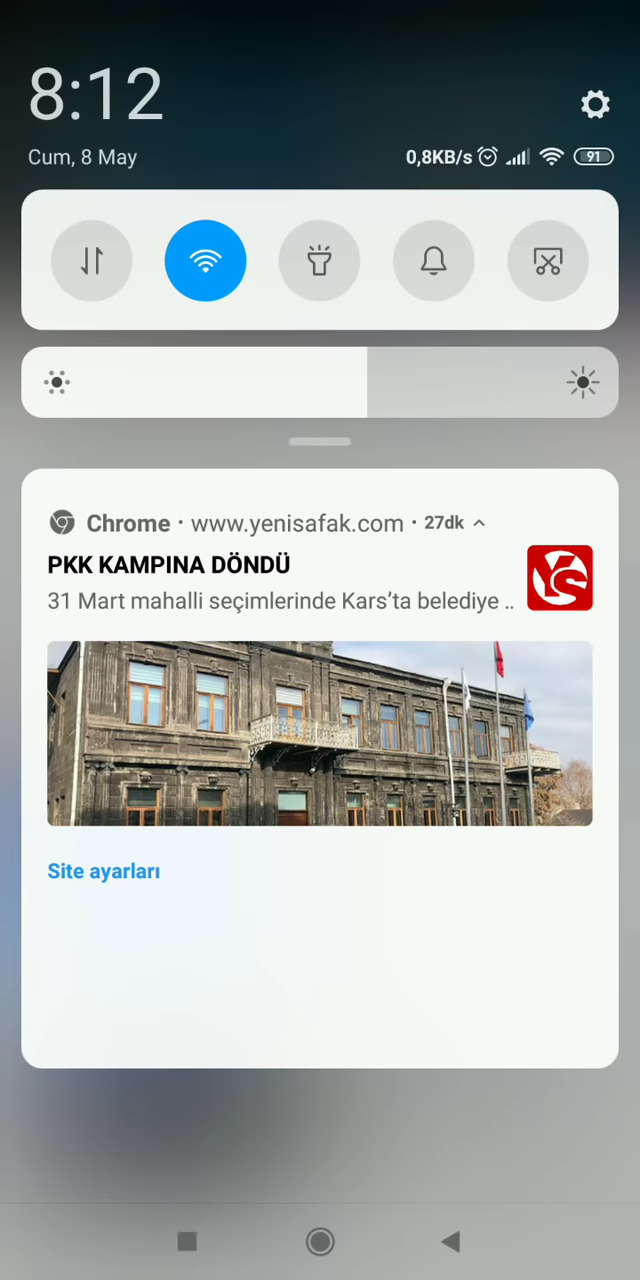 8:12
Cum, 8 May
0,8KB/s 91
Chrome · www.yenisafak.com · 27dk
PKK KAMPINA DÖNDÜ
31 Mart mahalli seçimlerinde Kars’ta belediye ..
Site ayarları